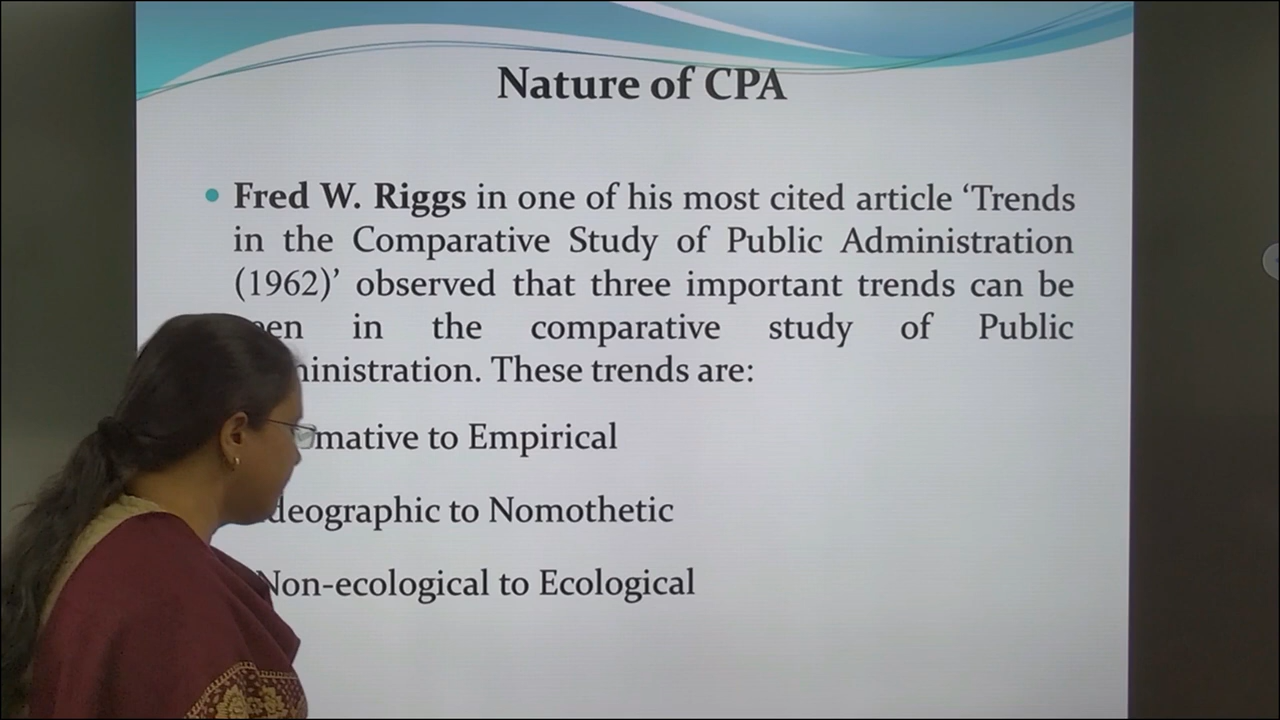 Nature of CPA
• Fred W. Riggs in one of his most cited article ‘Trends
in the Comparative Study of Public Administration
(1962)’ observed that three important trends can be
in the comparative study of Public
These trends are:
to Empirical
to Nomothetic
Non-ecological to Ecological